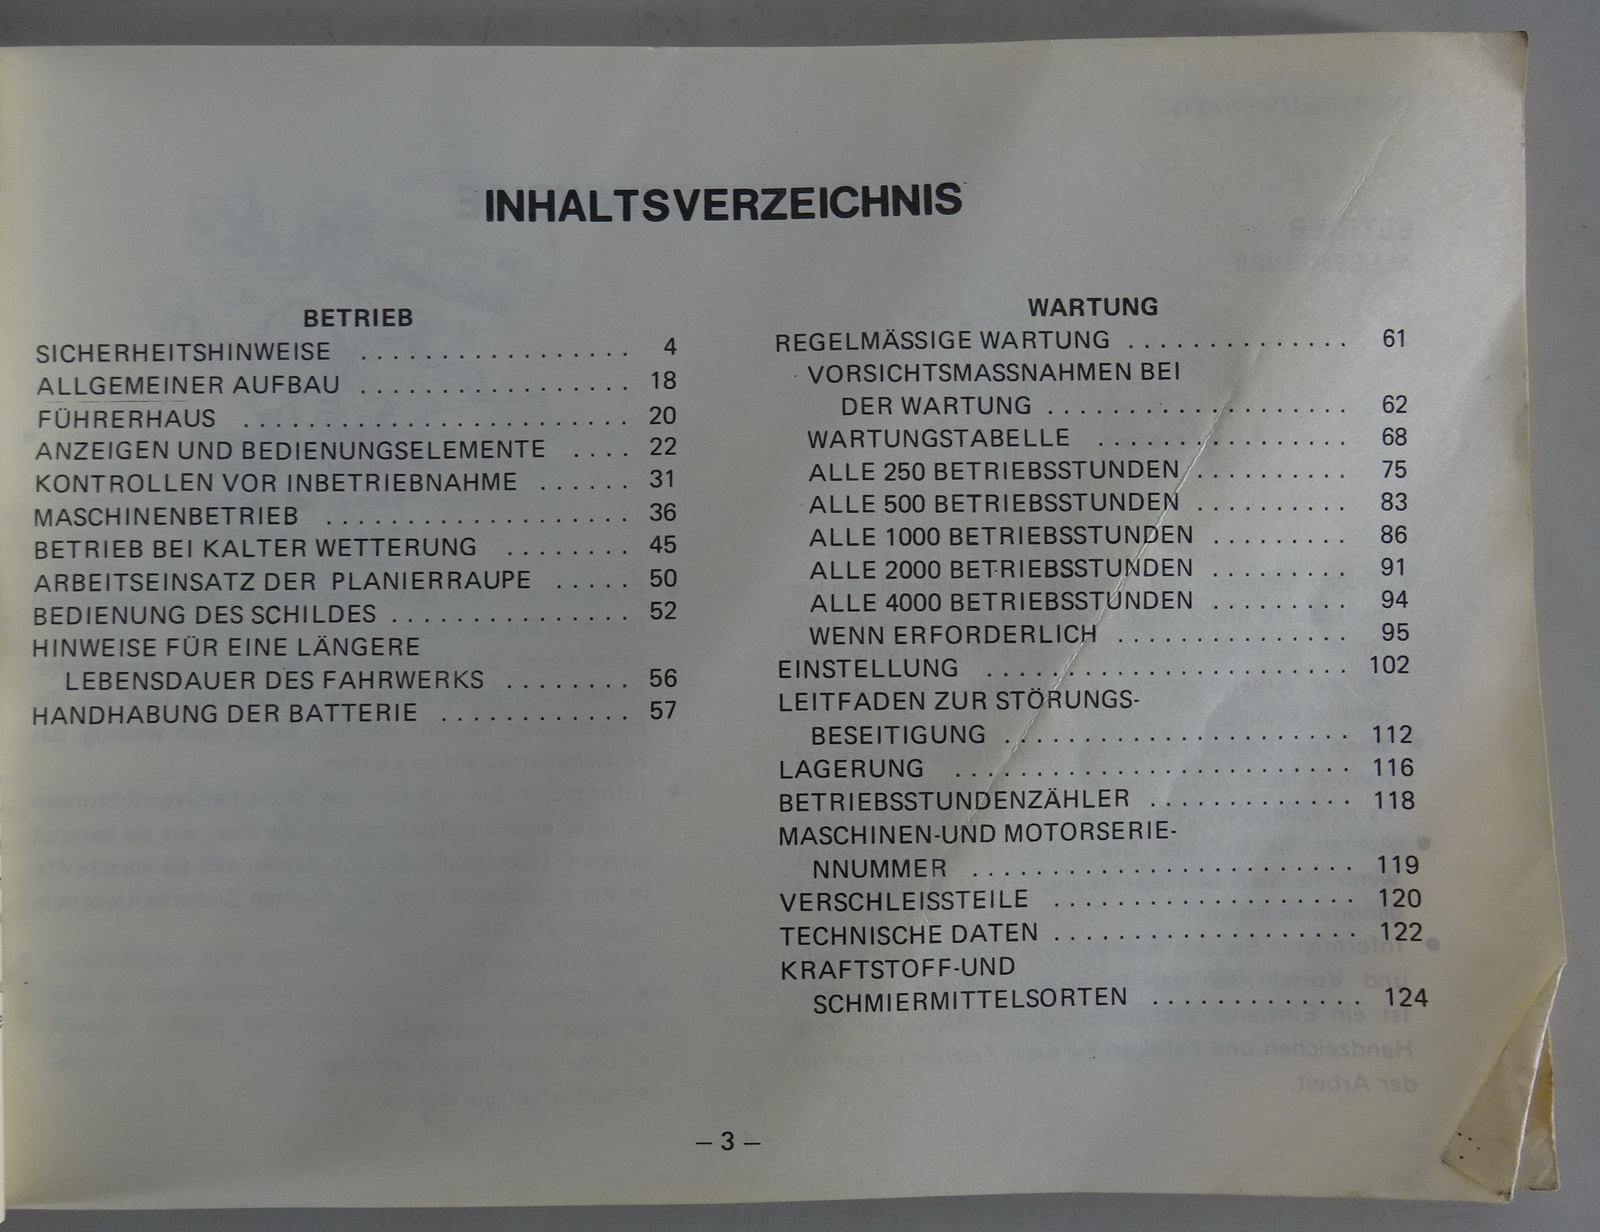 INHALTSVERZEICHNIS
BETRIEB
SICHERHEITSHINWEISE ................. 4
ALLGEMEINER AUFBAU ................. 18
FÜHRERHAUS ........................ 20
ANZEIGEN UND BEDIENUNGSELEMENTE .... 22
KONTROLLEN VOR INBETRIEBNAHME ...... 31
MASCHINENBETRIEB ................... 36
BETRIEB BEI KALTER WETTERUNG ........ 45
ARBEITSEINSATZ DER PLANIERRAUPE ..... 50
BEDIENUNG DES SCHILDES ............... 52
HINWEISE FÜR EINE LÄNGERE
LEBENSDAUER DES FAHRWERKS ........ 56
HANDHABUNG DER BATTERIE ............ 57
WARTUNG
REGELMÄSSIGE WARTUNG .............. 61
VORSICHTSMASSNAHMEN BEI
DER WARTUNG ................... 62
WARTUNGSTABELLE ................ 68
ALLE 250 BETRIEBSSTUNDEN .......... 75
ALLE 500 BETRIEBSSTUNDEN .......... 83
ALLE 1000 BETRIEBSSTUNDEN ......... 86
ALLE 2000 BETRIEBSSTUNDEN ......... 91
ALLE 4000 BETRIEBSSTUNDEN ......... 94
WENN ERFORDERLICH ............... 95
EINSTELLUNG ....................... 102
LEITFADEN ZUR STÖRUNGS-
BESEITIGUNG ...................... 112
LAGERUNG ......................... 116
BETRIEBSSTUNDENZÄHLER ............. 118
MASCHINEN-UND MOTORSERIE-
NNUMMER ........................ 119
VERSCHLEISSTEILE ................... 120
TECHNISCHE DATEN ................... 122
KRAFTSTOFF-UND
SCHMIERMITTELSORTEN ............. 124
– 3 –